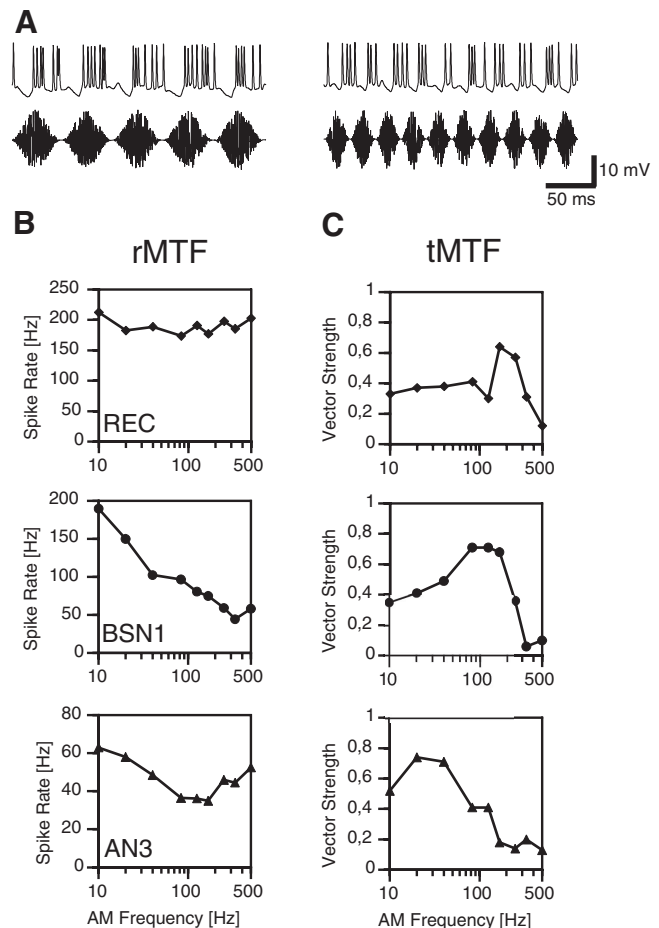 A
10 mV
50 ms
B
rMTF
C
tMTF
Spike Rate [Hz]
250
200
150
100
50
0
REC
10
100
500
Vector Strength
1
0,8
0,6
0,4
0,2
0
10
100
500
Spike Rate [Hz]
200
150
100
50
0
BSN1
10
100
500
Vector Strength
1
0,8
0,6
0,4
0,2
0
10
100
500
Spike Rate [Hz]
80
60
40
20
0
AN3
10
100
500
AM Frequency [Hz]
Vector Strength
1
0,8
0,6
0,4
0,2
0
10
100
500
AM Frequency [Hz]